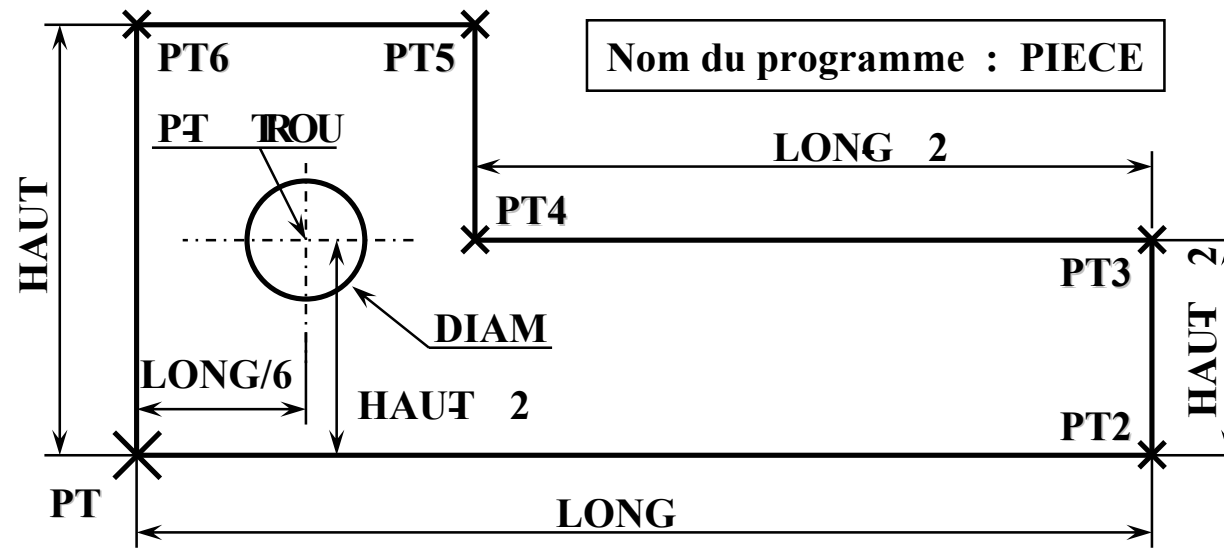 PT6
PT5
Nom du programme : PIECE
PT-TROU
LONG-2
HAUT
PT4
PT3
HAUT-2
DIAM
LONG/6
HAUT-2
PT2
PT
LONG